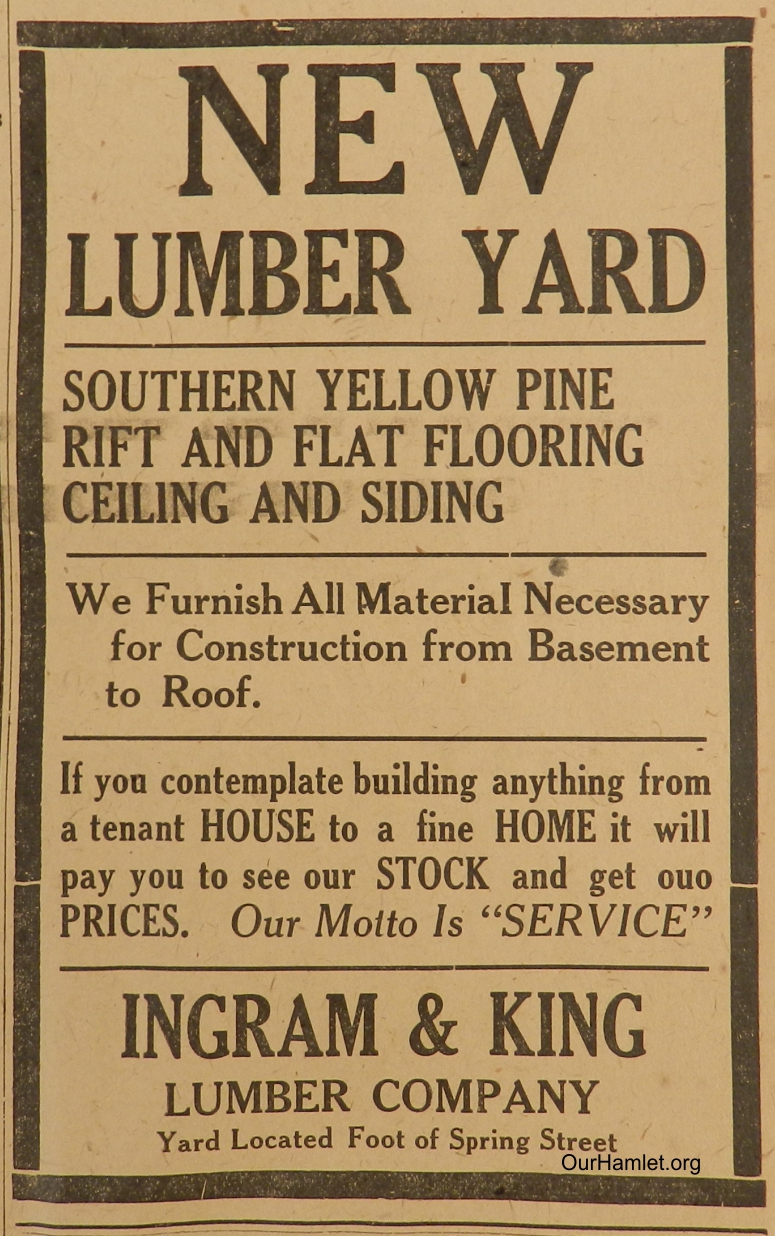 NEW
LUMBER YARD
SOUTHERN YELLOW PINE
RIFT AND FLAT FLOORING
CEILING AND SIDING
We Furnish All Material Necessary
for Construction from Basement
to Roof.
If you contemplate building anything from
a tenant HOUSE to a fine HOME it will
pay you to see our STOCK and get ouo
PRICES. Our Motto Is “SERVICE”
INGRAM & KING
LUMBER COMPANY
Yard Located Foot of Spring Street
OurHamlet.org